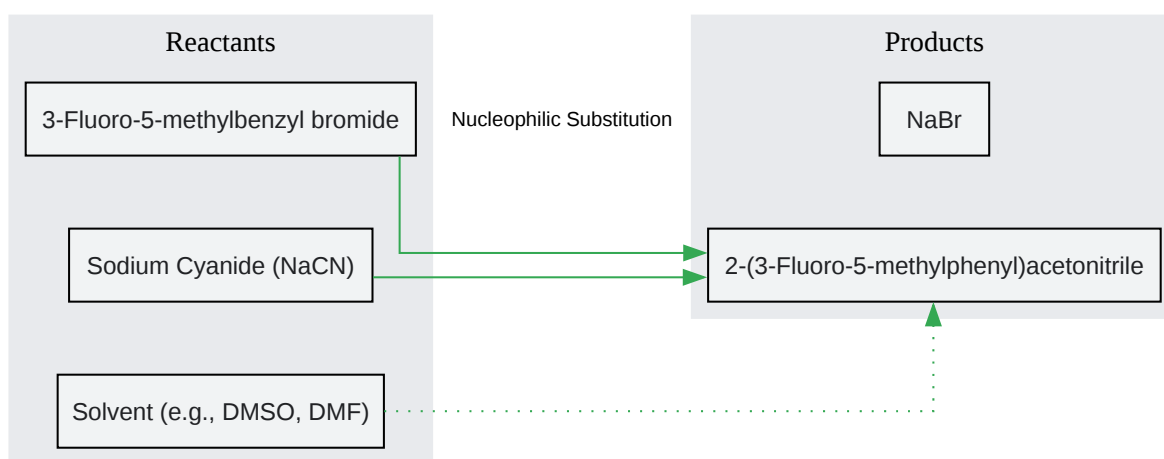 Reactants
3-Fluoro-5-methylbenzyl bromide
Sodium Cyanide (NaCN)
Solvent (e.g., DMSO, DMF)
Nucleophilic Substitution
Products
NaBr
2-(3-Fluoro-5-methylphenyl)acetonitrile